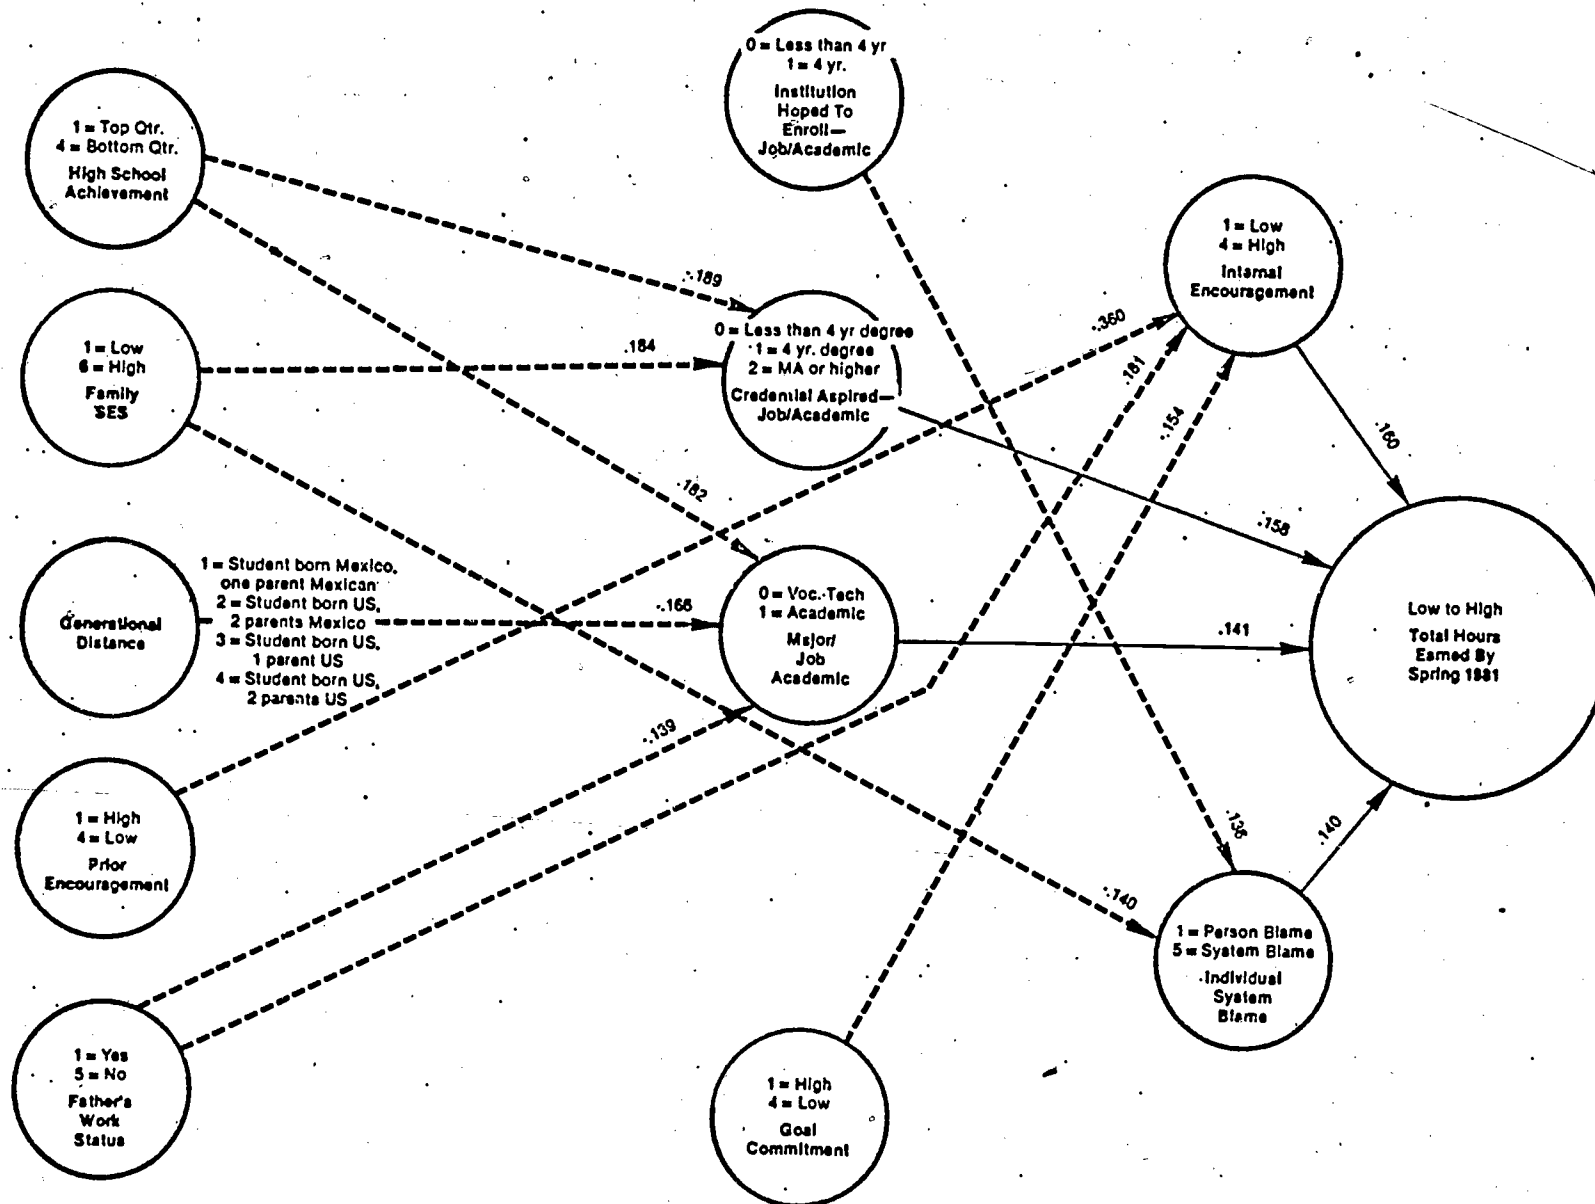 0 = Less than 4 yr
1 = 4 yr.
Institution
Hoped To
Enroll—
Job/Academic
1 = Top Qtr.
4 = Bottom Qtr.
High School
Achievement
1 = Low
4 = High
Internal
Encouragement
-.189
-.360
.181
-.154
0 = Less than 4 yr degree
1 = 4 yr. degree
2 = MA or higher
Credential Aspired—
Job/Academic
1 = Low
6 = High
Family
SES
.184
.160
.182
.158
1 = Student born Mexico,
one parent Mexican
2 = Student born US,
2 parents Mexico
3 = Student born US,
1 parent US
4 = Student born US,
2 parents US
Generational
Distance
0 = Voc.-Tech
1 = Academic
Major/
Job
Academic
.141
Low to High
Total Hours
Earned By
Spring 1981
-.139
1 = High
4 = Low
Prior
Encouragement
.140
-.140
1 = Person Blame
5 = System Blame
Individual
System
Blame
1 = Yes
5 = No
Father's
Work
Status
1 = High
4 = Low
Goal
Commitment